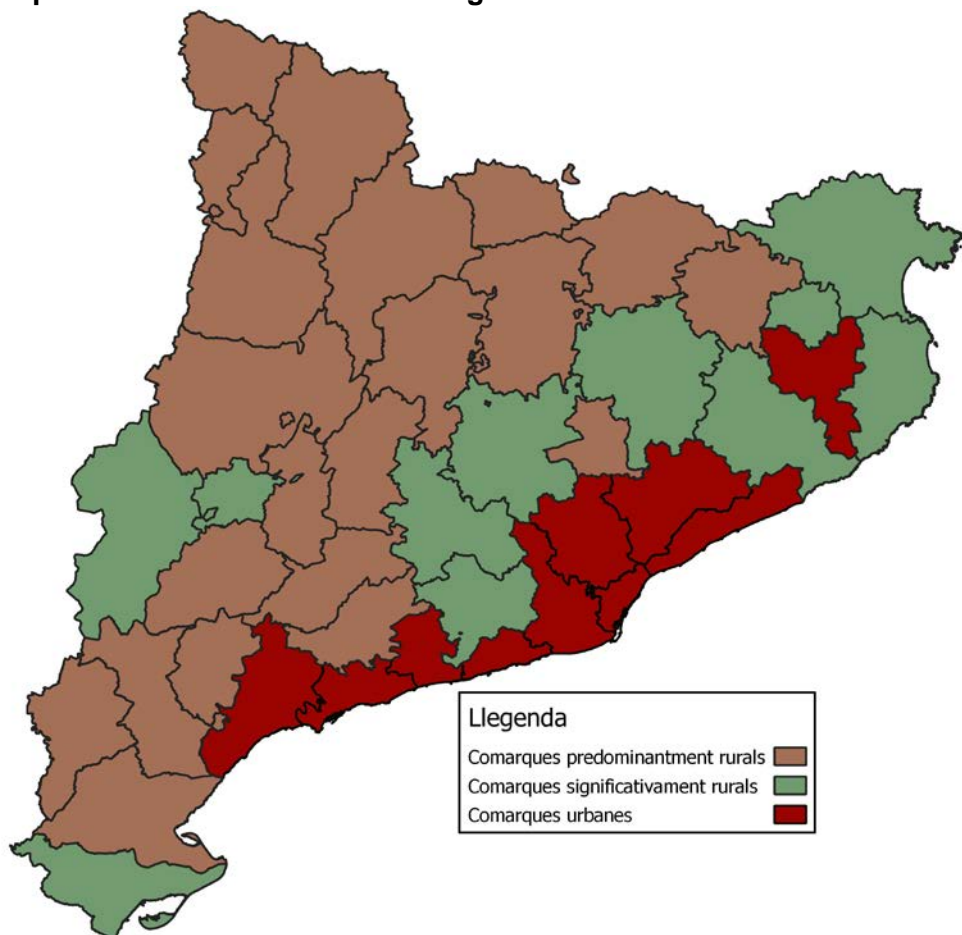 Llegenda
Comarques predominantment rurals
Comarques significativament rurals
Comarques urbanes